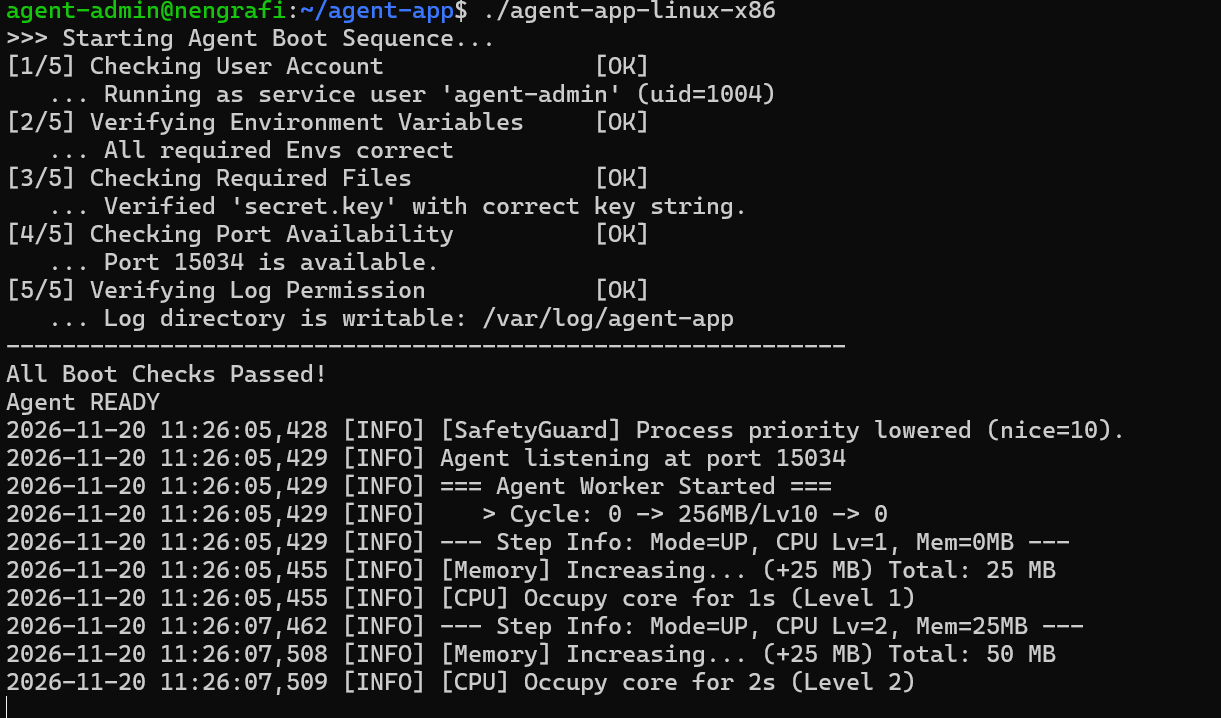 agent-admin@nengrafi:~/agent-app$ ./agent-app-linux-x86
>>> Starting Agent Boot Sequence...
[1/5] Checking User Account               [OK]
   ... Running as service user 'agent-admin' (uid=1004)
[2/5] Verifying Environment Variables     [OK]
   ... All required Envs correct
[3/5] Checking Required Files             [OK]
   ... Verified 'secret.key' with correct key string.
[4/5] Checking Port Availability          [OK]
   ... Port 15034 is available.
[5/5] Verifying Log Permission            [OK]
   ... Log directory is writable: /var/log/agent-app
------------------------------------------------------------
All Boot Checks Passed!
Agent READY
2026-11-20 11:26:05,428 [INFO] [SafetyGuard] Process priority lowered (nice=10).
2026-11-20 11:26:05,429 [INFO] Agent listening at port 15034
2026-11-20 11:26:05,429 [INFO] === Agent Worker Started ===
2026-11-20 11:26:05,429 [INFO]    > Cycle: 0 -> 256MB/Lv10 -> 0
2026-11-20 11:26:05,429 [INFO] --- Step Info: Mode=UP, CPU Lv=1, Mem=0MB ---
2026-11-20 11:26:05,455 [INFO] [Memory] Increasing... (+25 MB) Total: 25 MB
2026-11-20 11:26:05,455 [INFO] [CPU] Occupy core for 1s (Level 1)
2026-11-20 11:26:07,462 [INFO] --- Step Info: Mode=UP, CPU Lv=2, Mem=25MB ---
2026-11-20 11:26:07,508 [INFO] [Memory] Increasing... (+25 MB) Total: 50 MB
2026-11-20 11:26:07,509 [INFO] [CPU] Occupy core for 2s (Level 2)